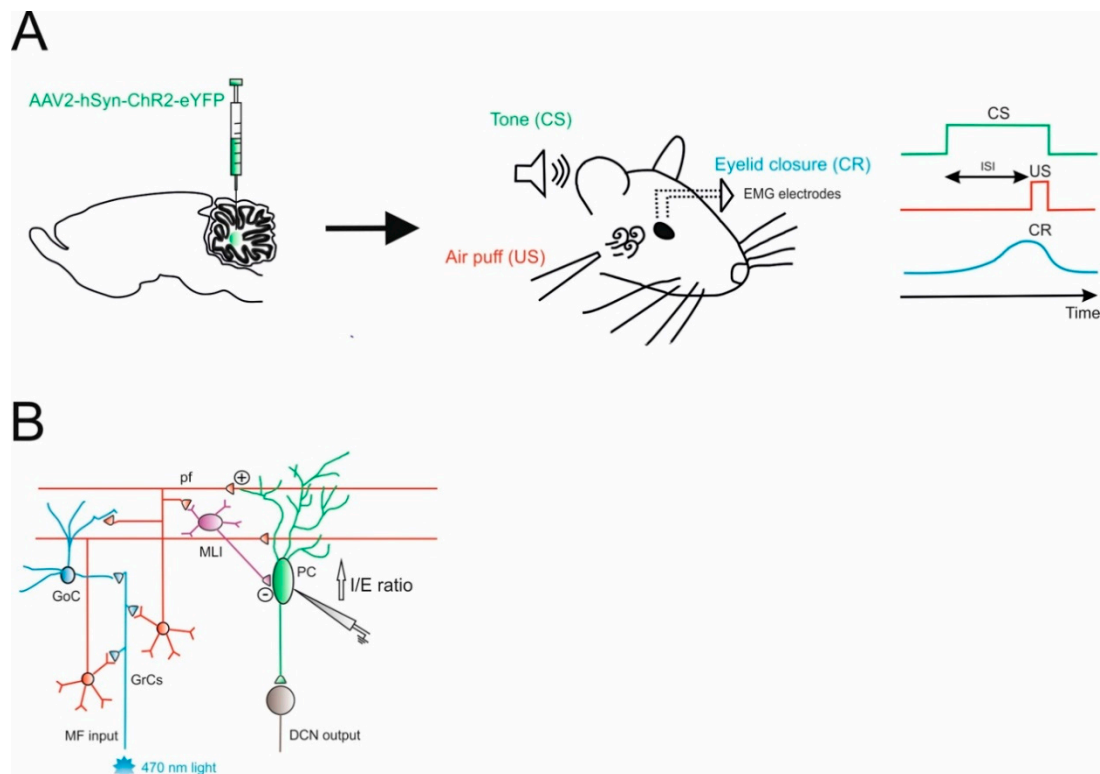 A
AAV2-hSyn-ChR2-eYFP
Tone (CS)
Eyelid closure (CR)
EMG electrodes
Air puff (US)
CS
ISI
US
CR
Time
B
pf
+
MLI
GoC
PC
I/E ratio
-
GrCs
MF input
DCN output
470 nm light